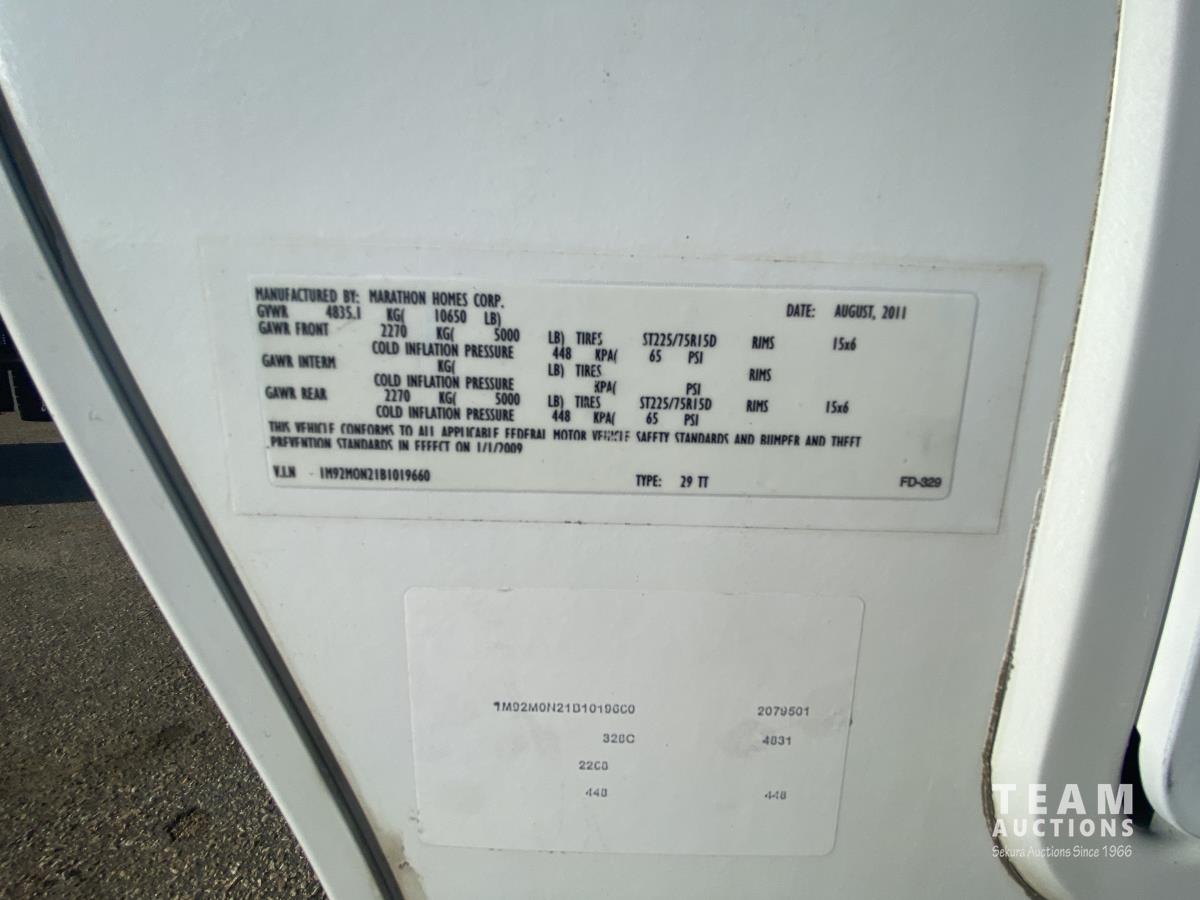 MANUFACTURED BY: MARATHON HOMES CORP. DATE: AUGUST, 2011
GVWR 4835.1 KG( 10650 LB)
GAWR FRONT 2270 KG( 5000 LB) TIRES ST225/75R15D RIMS 15x6
COLD INFLATION PRESSURE 448 KPA( 65 PSI
GAWR INTERM KG( LB) TIRES RIMS
COLD INFLATION PRESSURE KPA( PSI
GAWR REAR 2270 KG( 5000 LB) TIRES ST225/75R15D RIMS 15x6
COLD INFLATION PRESSURE 448 KPA( 65 PSI
THIS VEHICLE CONFORMS TO ALL APPLICABLE FEDERAL MOTOR VEHICLE SAFETY STANDARDS AND BUMPER AND THEFT
PREVENTION STANDARDS IN EFFECT ON 1/1/2009
V.I.N - 1M92M0N21B1019660 TYPE: 29 TT FD-329
1M92M0N21B1019660 2079501
4831
448 448
TEAM
AUCTIONS
Sekura Auctions Since 1966